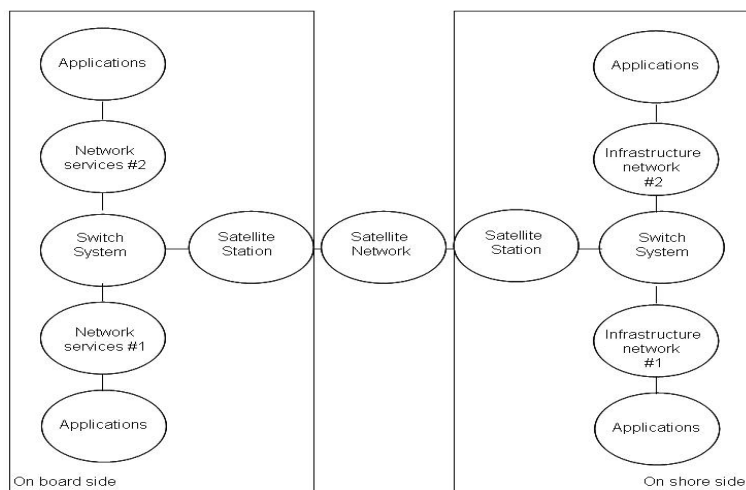 Applications
Network
services #2
Switch
System
Network
services #1
Applications
On board side
Satellite
Station
Satellite
Network
Satellite
Station
Applications
Infrastructure
network
#2
Switch
System
Infrastructure
network
#1
Applications
On shore side